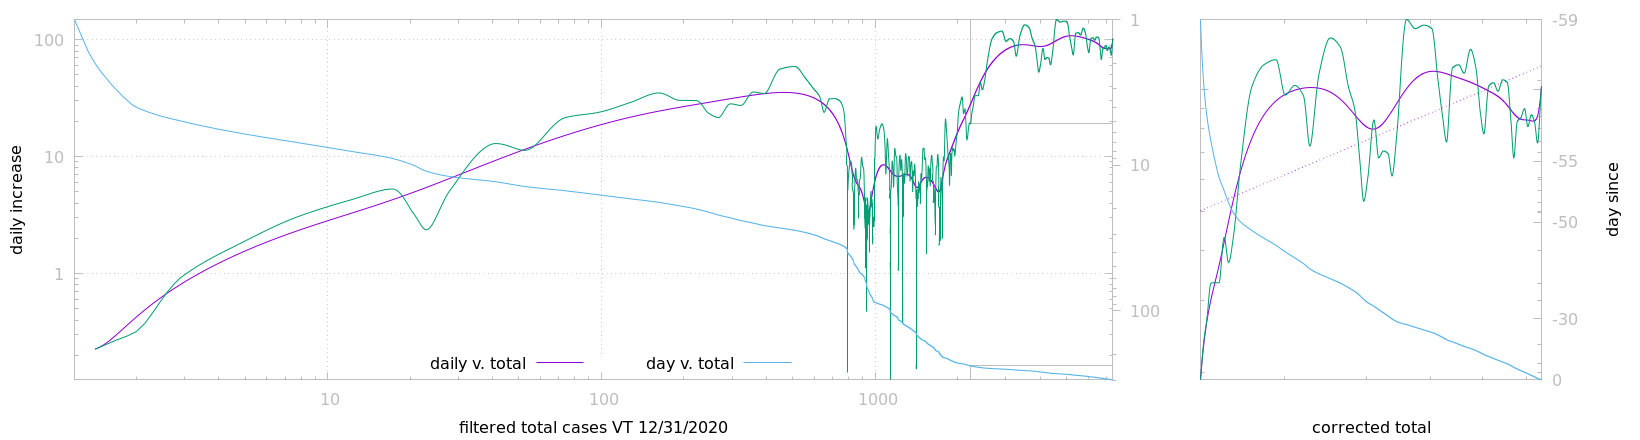 100
10
1
daily increase
daily v. total
day v. total
10
100
1000
filtered total cases VT 12/31/2020
1
10
100
-59
-55
-50
-30
0
day since
corrected total